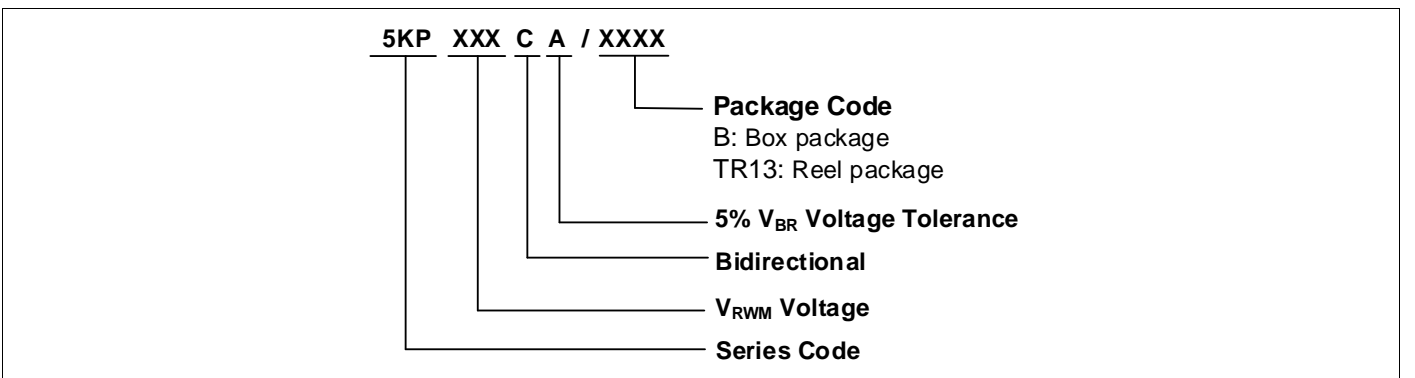 5KP XXX C A / XXXX
Package Code
B: Box package
TR13: Reel package
5% VBR Voltage Tolerance
Bidirectional
VRWM Voltage
Series Code